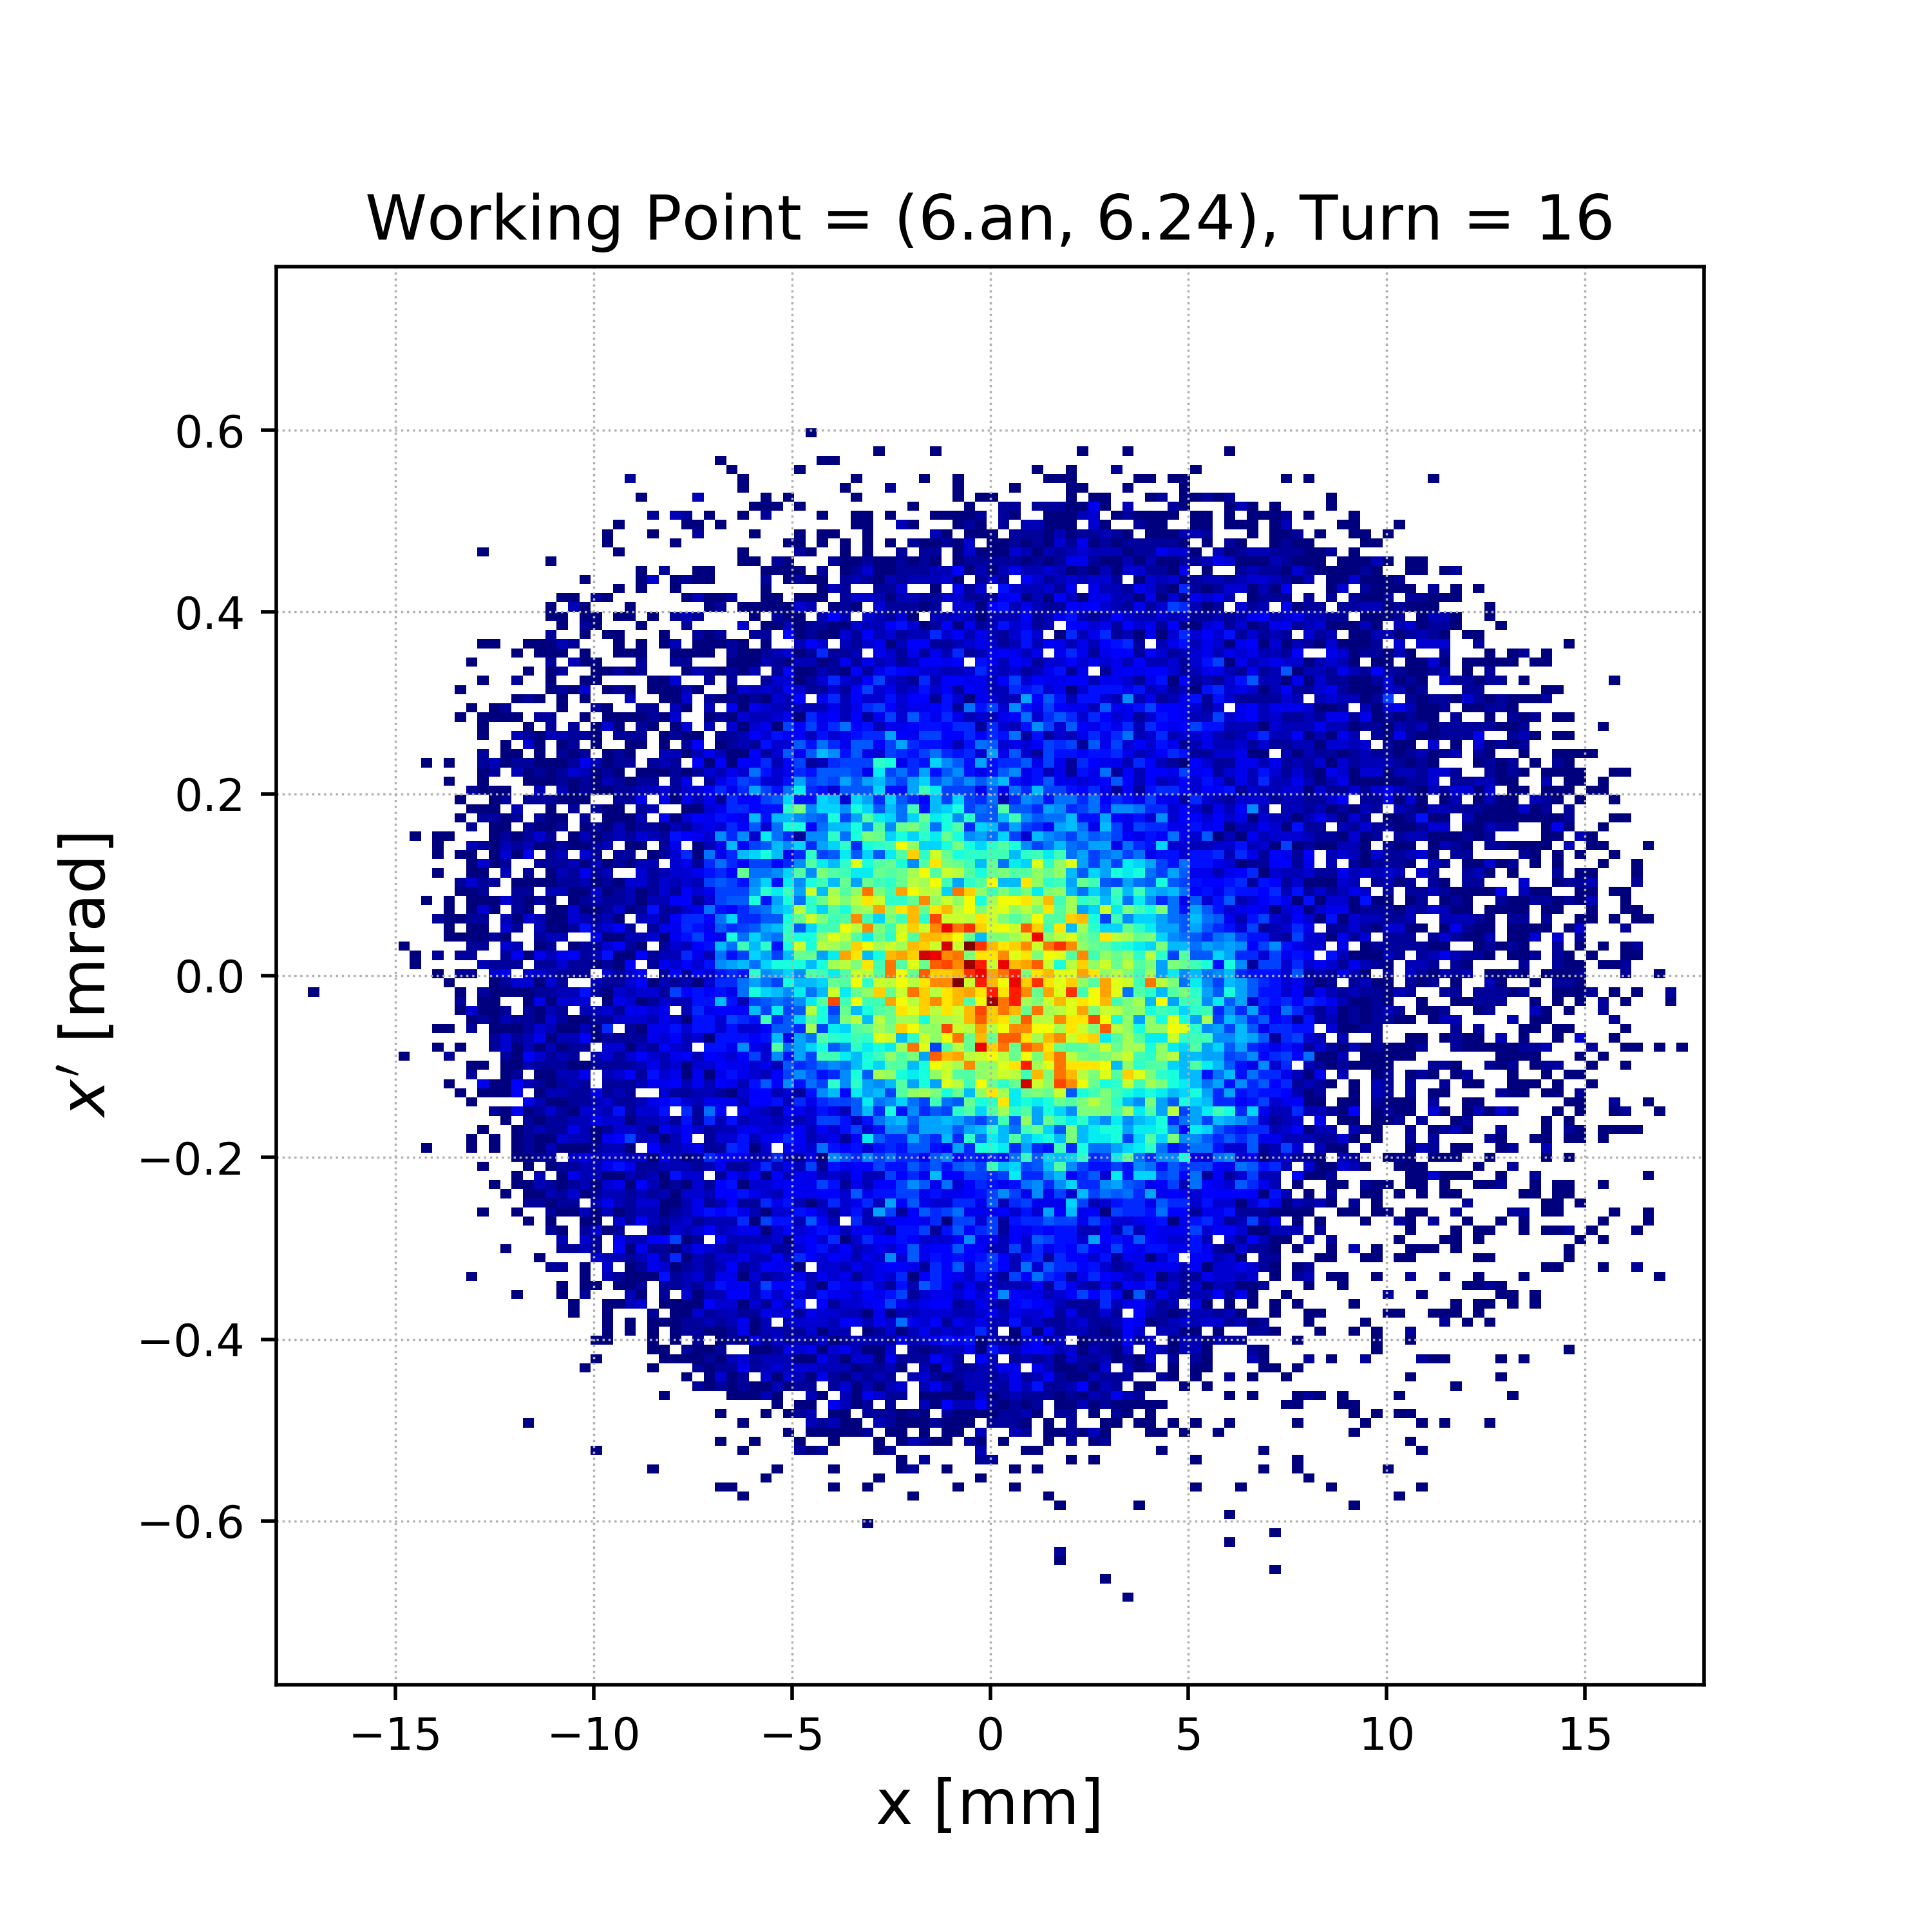 Working Point = (6.an, 6.24), Turn = 16
0.6
0.4
0.2
0.0
−0.2
−0.4
−0.6
x′ [mrad]
−15 −10 −5 0 5 10 15
x [mm]